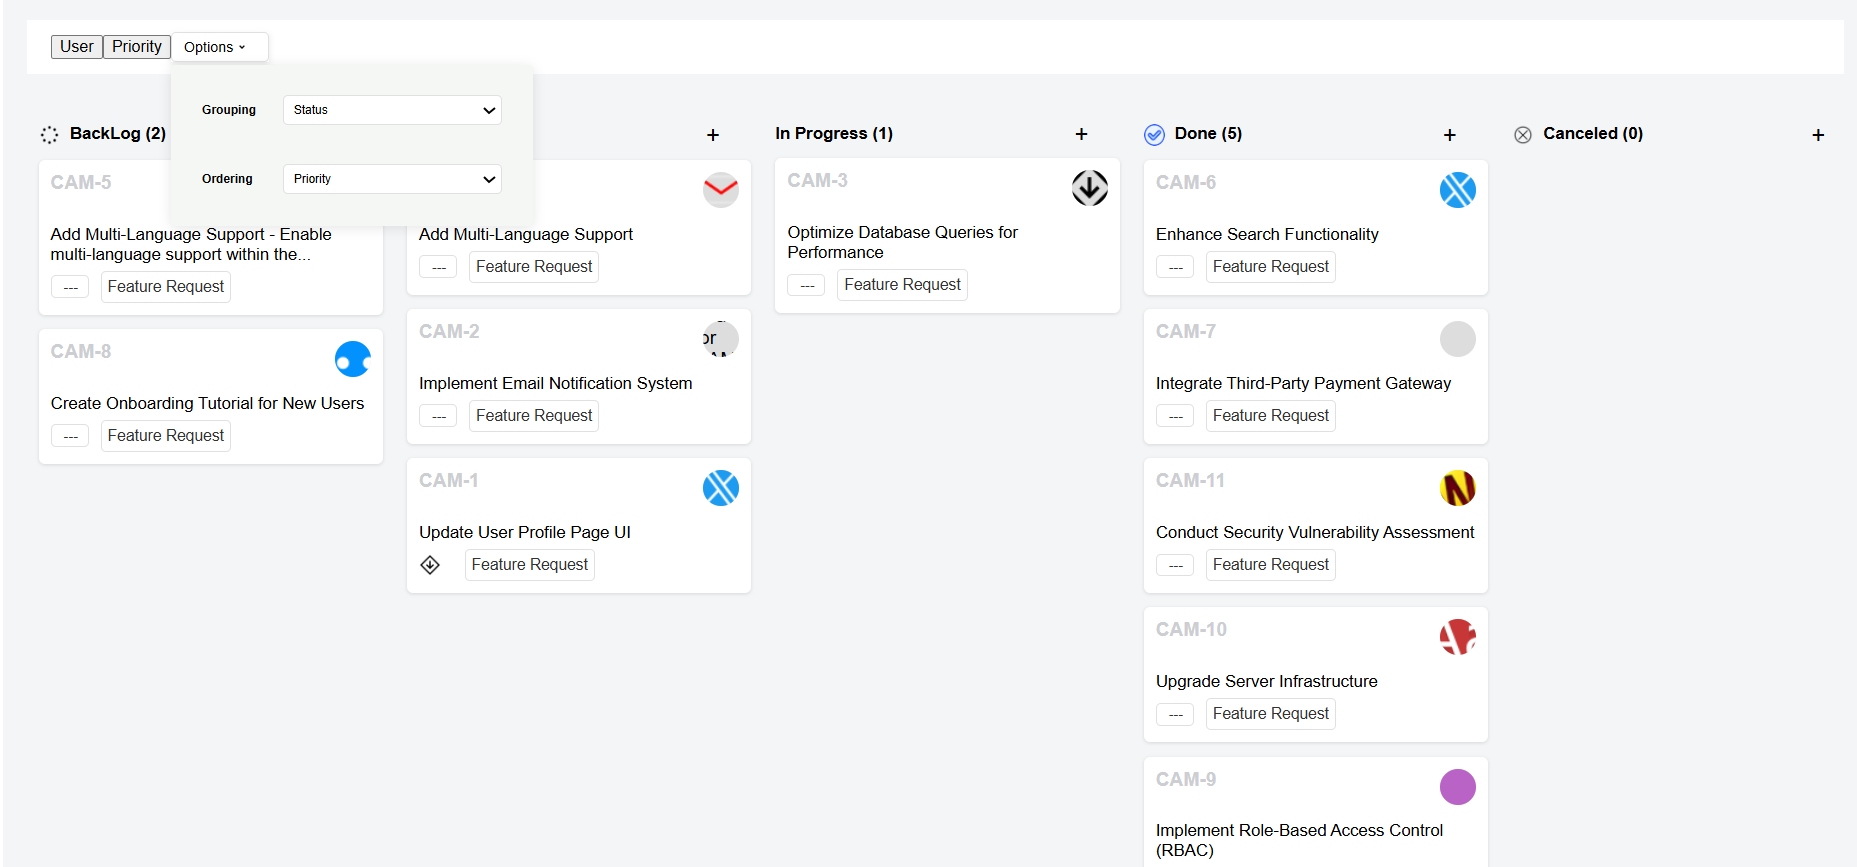 User Priority Options
Grouping Status
Ordering Priority
BackLog (2)
+
In Progress (1) +
Done (5) +
Canceled (0) +
CAM-5
Add Multi-Language Support - Enable
multi-language support within the...
--- Feature Request
CAM-8
Create Onboarding Tutorial for New Users
--- Feature Request
Add Multi-Language Support
--- Feature Request
CAM-2
or
Implement Email Notification System
--- Feature Request
CAM-1
Update User Profile Page UI
Feature Request
CAM-3
Optimize Database Queries for
Performance
--- Feature Request
CAM-6
Enhance Search Functionality
--- Feature Request
CAM-7
Integrate Third-Party Payment Gateway
--- Feature Request
CAM-11
Conduct Security Vulnerability Assessment
--- Feature Request
CAM-10
Upgrade Server Infrastructure
--- Feature Request
CAM-9
Implement Role-Based Access Control
(RBAC)